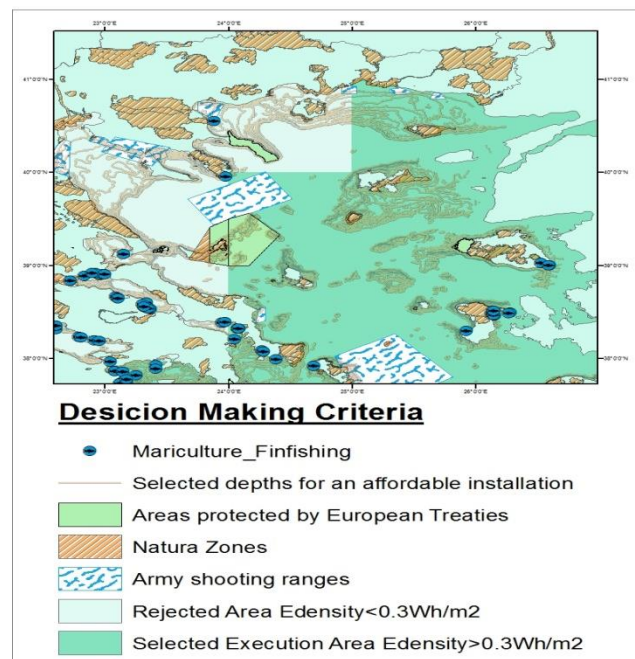 23°0'0"E 24°0'0"E 25°0'0"E 26°0'0"E
41°0'0"N 41°0'0"N
40°0'0"N 40°0'0"N
39°0'0"N 39°0'0"N
38°0'0"N 38°0'0"N
23°0'0"E 24°0'0"E 25°0'0"E 26°0'0"E
Desicion Making Criteria
Mariculture_Finfishing
Selected depths for an affordable installation
Areas protected by European Treaties
Natura Zones
Army shooting ranges
Rejected Area Edensity<0.3Wh/m2
Selected Execution Area Edensity>0.3Wh/m2